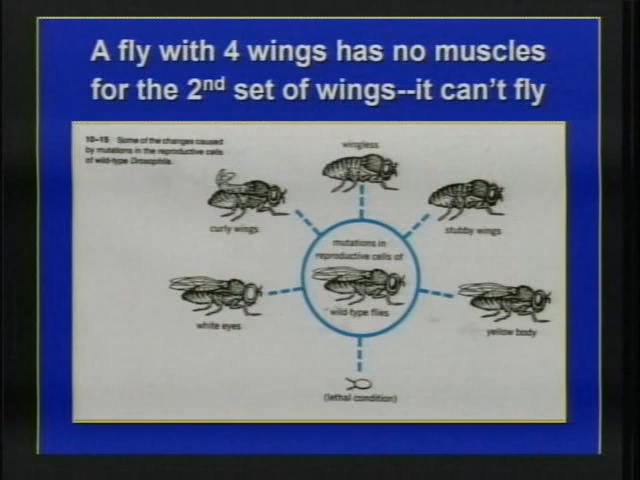 A fly with 4 wings has no muscles
for the 2nd set of wings--it can't fly
10-15 Some of the changes caused
by mutations in the reproductive cells
of wild-type Drosophila.
wingless
curly wings
stubby wings
mutations in
reproductive cells of
wild-type flies
white eyes
yellow body
(lethal condition)